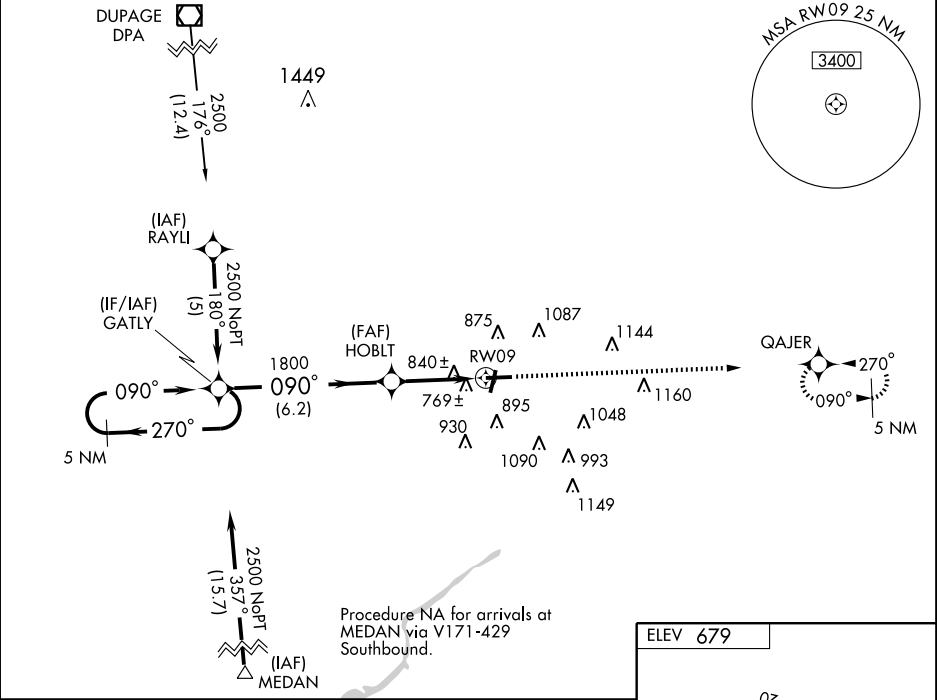 DUPAGE
DPA
2500
176°
(12.4)
1449
MSA RW09 25 NM
3400
(IAF)
RAYLI
2500 NoPT
180°
(5)
(IF/IAF)
GATLY
090°
270°
5 NM
1800
090°
(6.2)
(FAF)
HOBLT
840±
769±
RW09
875
1087
1144
1160
895
930
1048
1090
993
1149
QAJER
270°
090°
5 NM
2500 NoPT
357°
(15.7)
(IAF)
MEDAN
Procedure NA for arrivals at
MEDAN via V171-429
Southbound.
ELEV 679